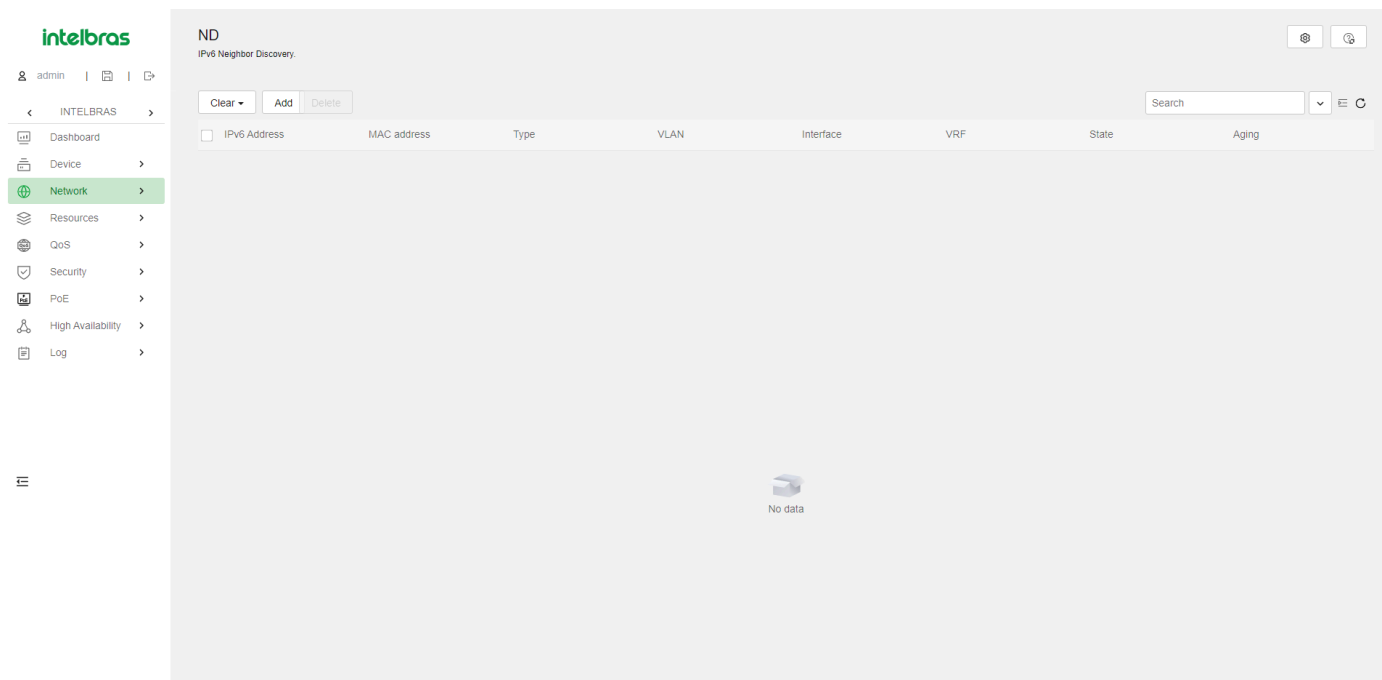 intelbras
admin
INTELBRAS
Dashboard
Device
Network
Resources
QoS
Security
PoE
High Availability
Log
ND
IPv6 Neighbor Discovery.
Clear Add Delete Search
IPv6 Address MAC address Type VLAN Interface VRF State Aging
No data